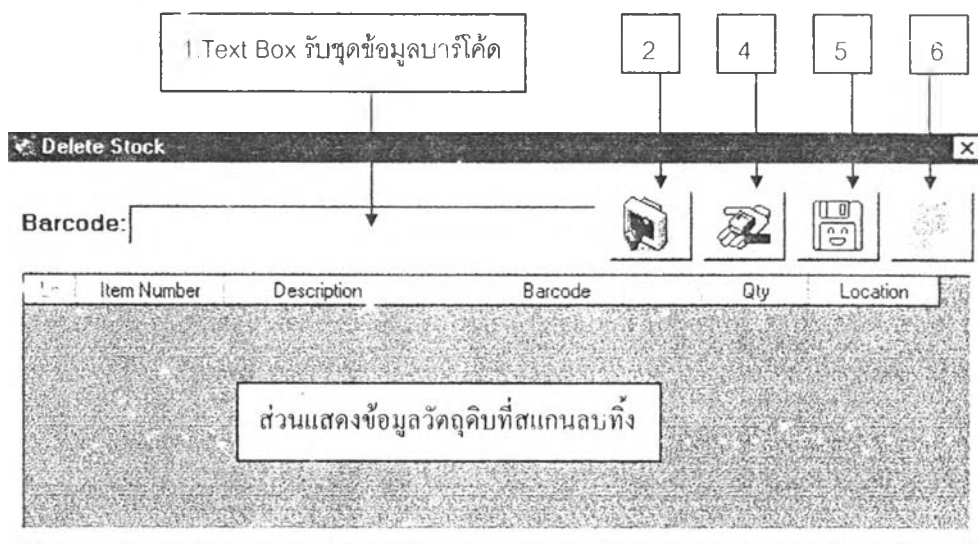 1.Text Box รับชุดข้อมูลบาร์โค้ด
2
4
5
6
Delete Stock
Barcode:
Ln Item Number Description Barcode Qty Location
ส่วนแสดงข้อมูลวัตถุดิบที่สแกนลบทิ้ง